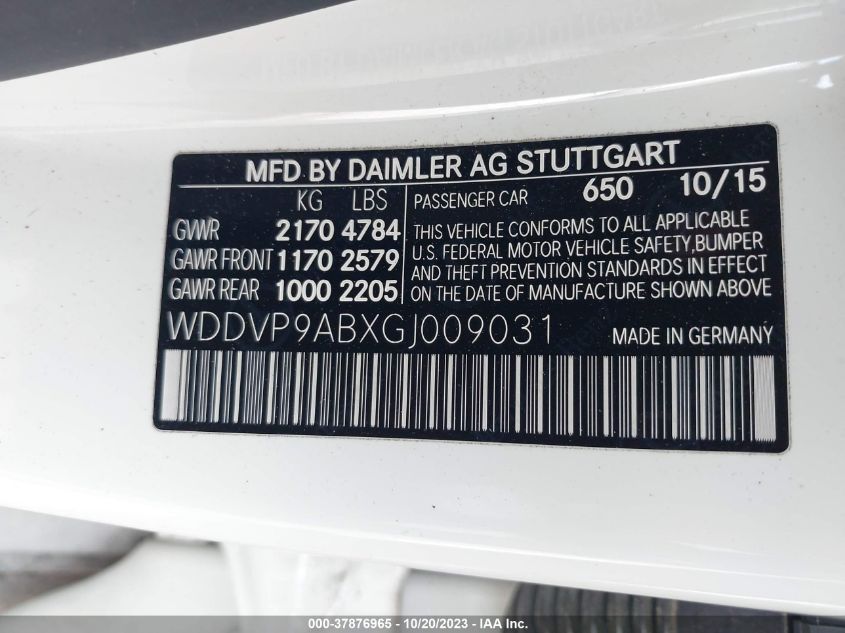 MFD BY DAIMLER AG STUTTGART
KG LBS
PASSENGER CAR 650 10/15
GVWR 2170 4784
GAWR FRONT 1170 2579
GAWR REAR 1000 2205
THIS VEHICLE CONFORMS TO ALL APPLICABLE
U.S. FEDERAL MOTOR VEHICLE SAFETY,BUMPER
AND THEFT PREVENTION STANDARDS IN EFFECT
ON THE DATE OF MANUFACTURE SHOWN ABOVE
WDDVP9ABXGJ009031
MADE IN GERMANY
000-37876965 | 10/20/2023 - IAA Inc.